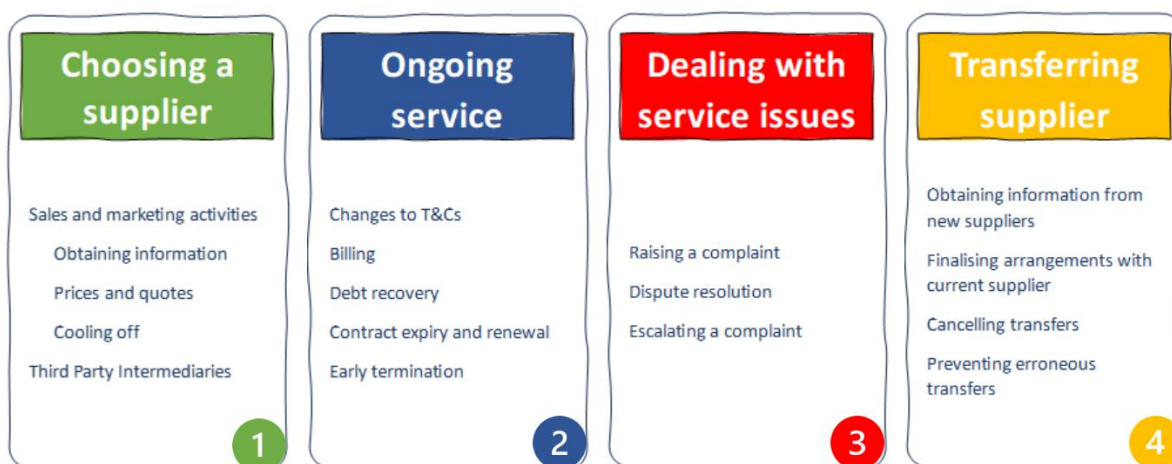 Choosing a
supplier
Sales and marketing activities
Obtaining information
Prices and quotes
Cooling off
Third Party Intermediaries
1
Ongoing
service
Changes to T&Cs
Billing
Debt recovery
Contract expiry and renewal
Early termination
2
Dealing with
service issues
Raising a complaint
Dispute resolution
Escalating a complaint
3
Transferring
supplier
Obtaining information from
new suppliers
Finalising arrangements with
current supplier
Cancelling transfers
Preventing erroneous
transfers
4